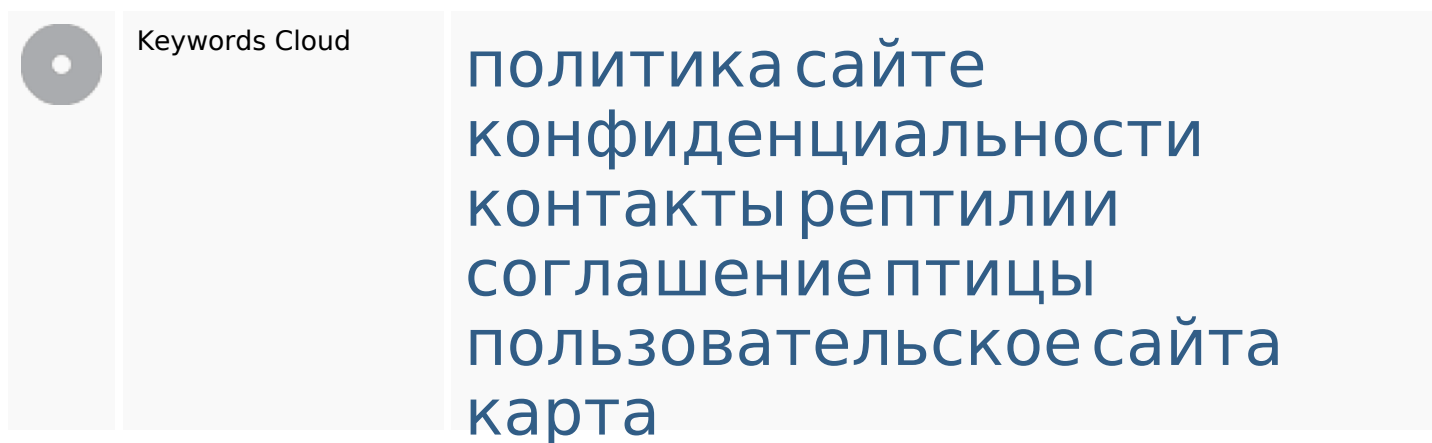 Keywords Cloud
политика сайте
конфиденциальности
контакты рептилии
соглашение птицы
пользовательское сайта
карта